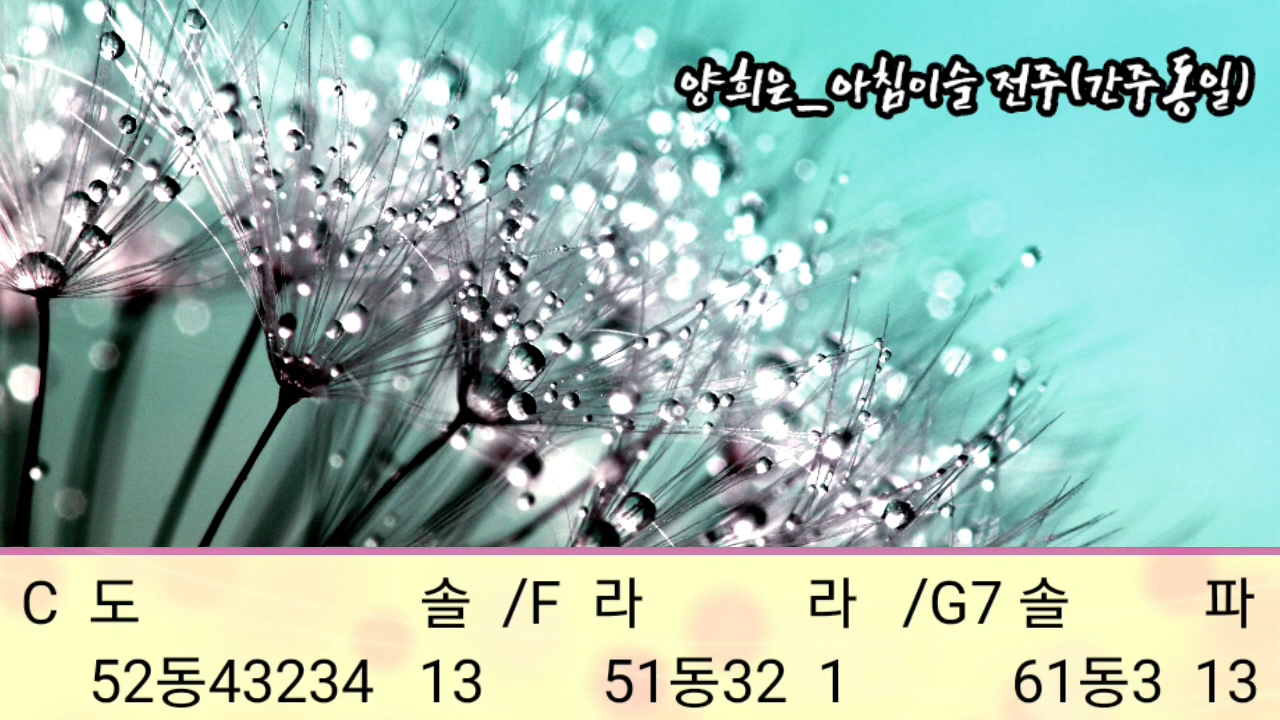 양희은_아침이슬 전주(간주동일)
C 도 솔 /F 라 라 /G7 솔 파
52동43234 13 51동32 1 61동3 13